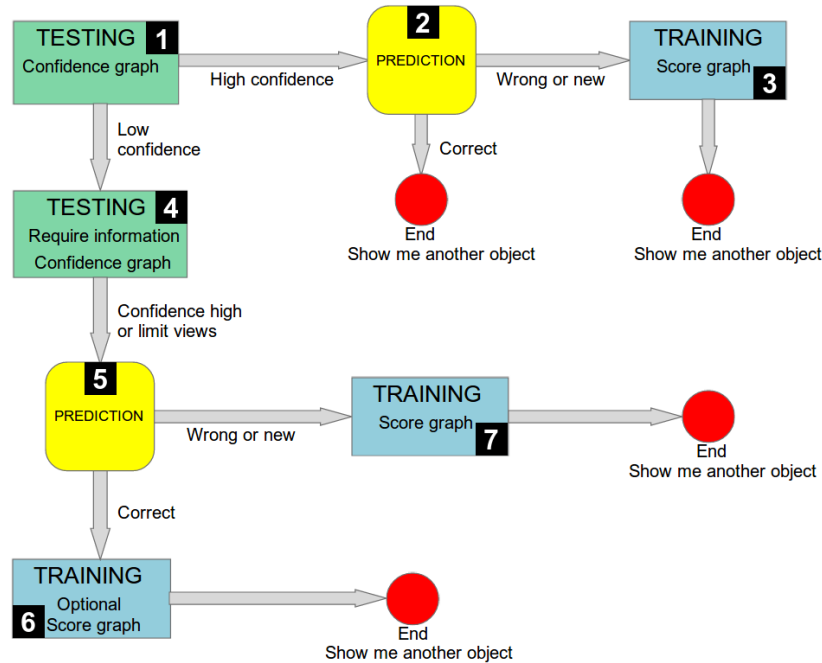 TESTING 1
Confidence graph
High confidence
2
PREDICTION
Wrong or new
TRAINING
Score graph
3
Low
confidence
Correct
End
Show me another object
End
Show me another object
TESTING 4
Require information
Confidence graph
Confidence high
or limit views
5
PREDICTION
Wrong or new
TRAINING
Score graph
7
End
Show me another object
Correct
TRAINING
Optional
6 Score graph
End
Show me another object